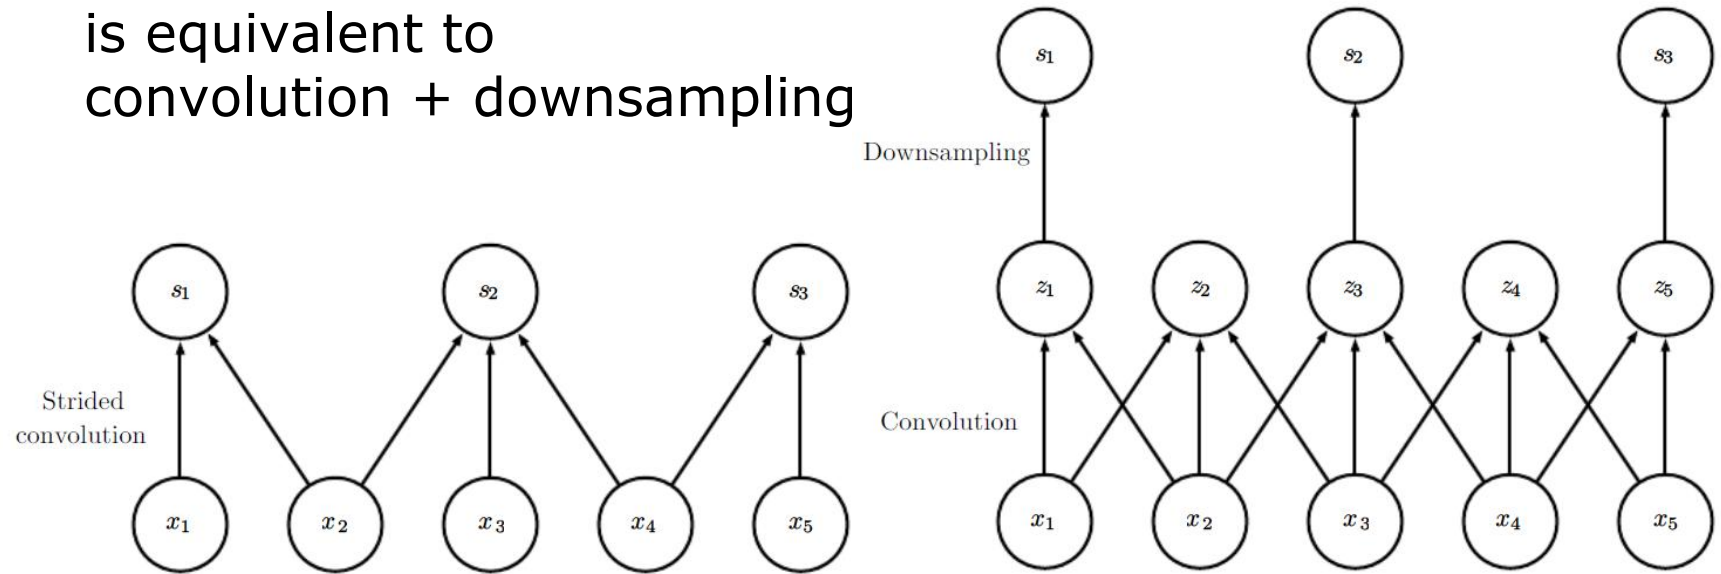 is equivalent to
convolution + downsampling
s1 s2 s3
Strided
convolution
x1 x2 x3 x4 x5
s1 s2 s3
Downsampling
z1 z2 z3 z4 z5
Convolution
x1 x2 x3 x4 x5